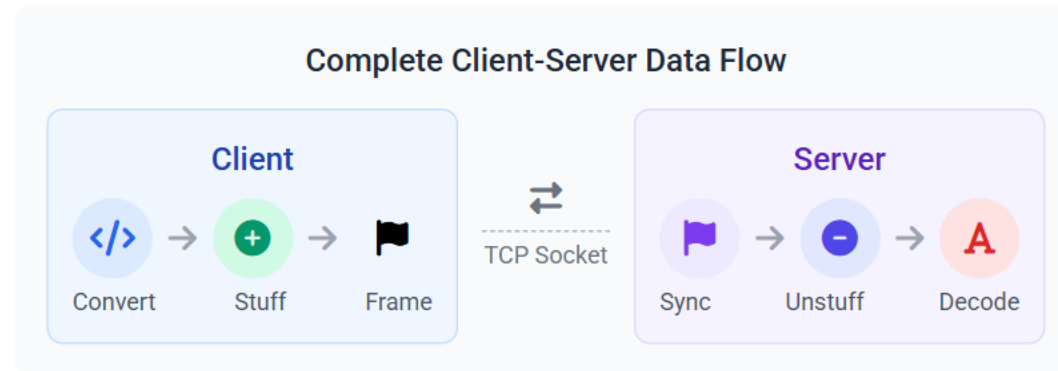 Complete Client-Server Data Flow
Client
Convert
Stuff
Frame
TCP Socket
Server
Sync
Unstuff
A
Decode